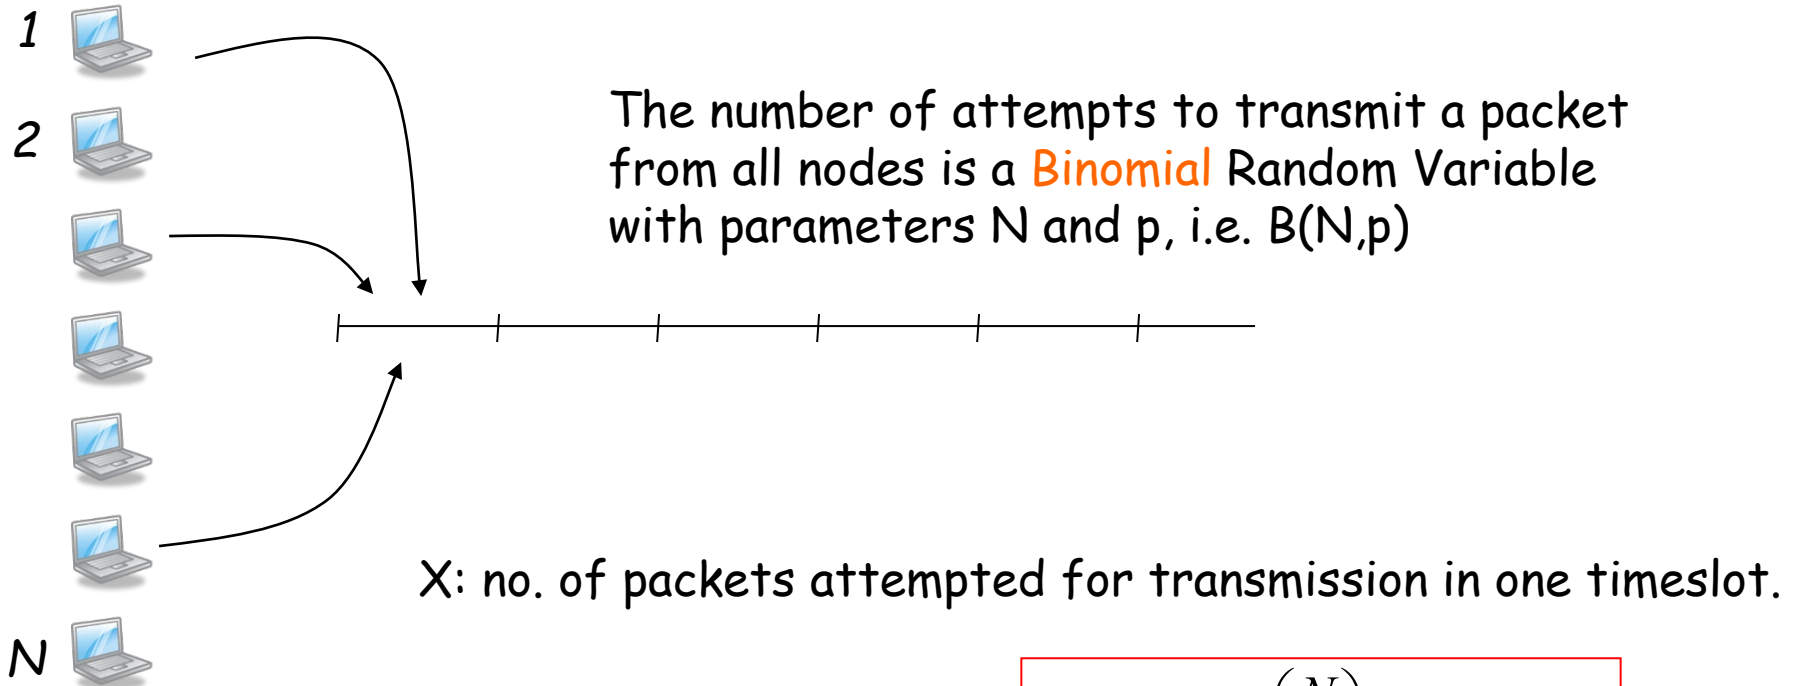 1
2
The number of attempts to transmit a packet
from all nodes is a Binomial Random Variable
with parameters N and p, i.e. B(N,p)
X: no. of packets attempted for transmission in one timeslot.
N
(N)